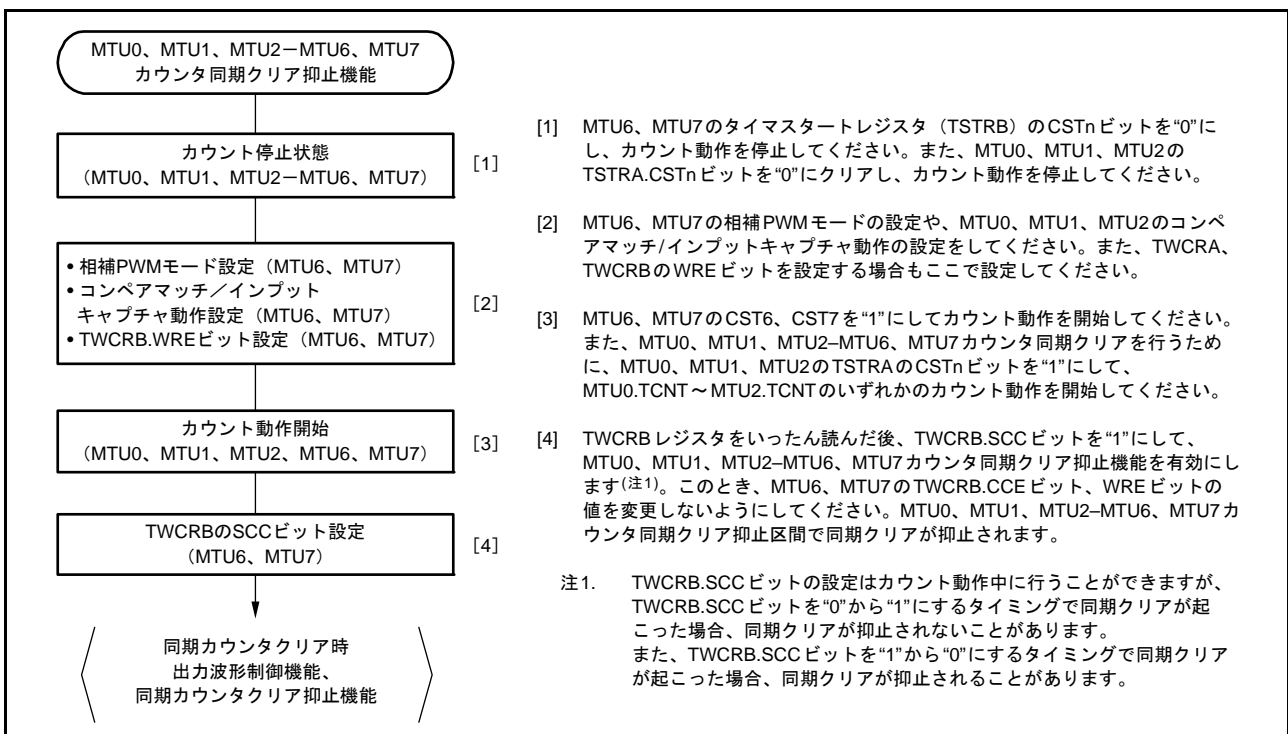 MTU0、MTU1、MTU2－MTU6、MTU7
カウンタ同期クリア抑止機能
カウント停止状態
（MTU0、MTU1、MTU2－MTU6、MTU7）
[1]
• 相補PWMモード設定（MTU6、MTU7）
• コンペアマッチ／インプット
キャプチャ動作設定（MTU6、MTU7）
• TWCRB.WREビット設定（MTU6、MTU7）
[2]
カウント動作開始
（MTU0、MTU1、MTU2、MTU6、MTU7）
[3]
TWCRBのSCCビット設定
（MTU6、MTU7）
[4]
同期カウンタクリア時
出力波形制御機能、
同期カウンタクリア抑止機能
[1] MTU6、MTU7のタイマスタートレジスタ（TSTRB）のCSTnビットを“0”に
し、カウント動作を停止してください。また、MTU0、MTU1、MTU2の
TSTRA.CSTnビットを“0”にクリアし、カウント動作を停止してください。
[2] MTU6、MTU7の相補PWMモードの設定や、MTU0、MTU1、MTU2のコンペ
アマッチ/インプットキャプチャ動作の設定をしてください。また、TWCRA、
TWCRBのWREビットを設定する場合もここで設定してください。
[3] MTU6、MTU7のCST6、CST7を“1”にしてカウント動作を開始してください。
また、MTU0、MTU1、MTU2–MTU6、MTU7カウンタ同期クリアを行うため
に、MTU0、MTU1、MTU2のTSTRAのCSTnビットを“1”にして、
MTU0.TCNT～MTU2.TCNTのいずれかのカウント動作を開始してください。
[4] TWCRBレジスタをいったん読んだ後、TWCRB.SCCビットを“1”にして、
MTU0、MTU1、MTU2–MTU6、MTU7カウンタ同期クリア抑止機能を有効にし
ます(注1)。このとき、MTU6、MTU7のTWCRB.CCEビット、WREビットの
値を変更しないようにしてください。MTU0、MTU1、MTU2–MTU6、MTU7カ
ウンタ同期クリア抑止区間で同期クリアが抑止されます。
注1. TWCRB.SCCビットの設定はカウント動作中に行うことができますが、
TWCRB.SCCビットを“0”から“1”にするタイミングで同期クリアが起
こった場合、同期クリアが抑止されないことがあります。
また、TWCRB.SCCビットを“1”から“0”にするタイミングで同期クリア
が起こった場合、同期クリアが抑止されることがあります。